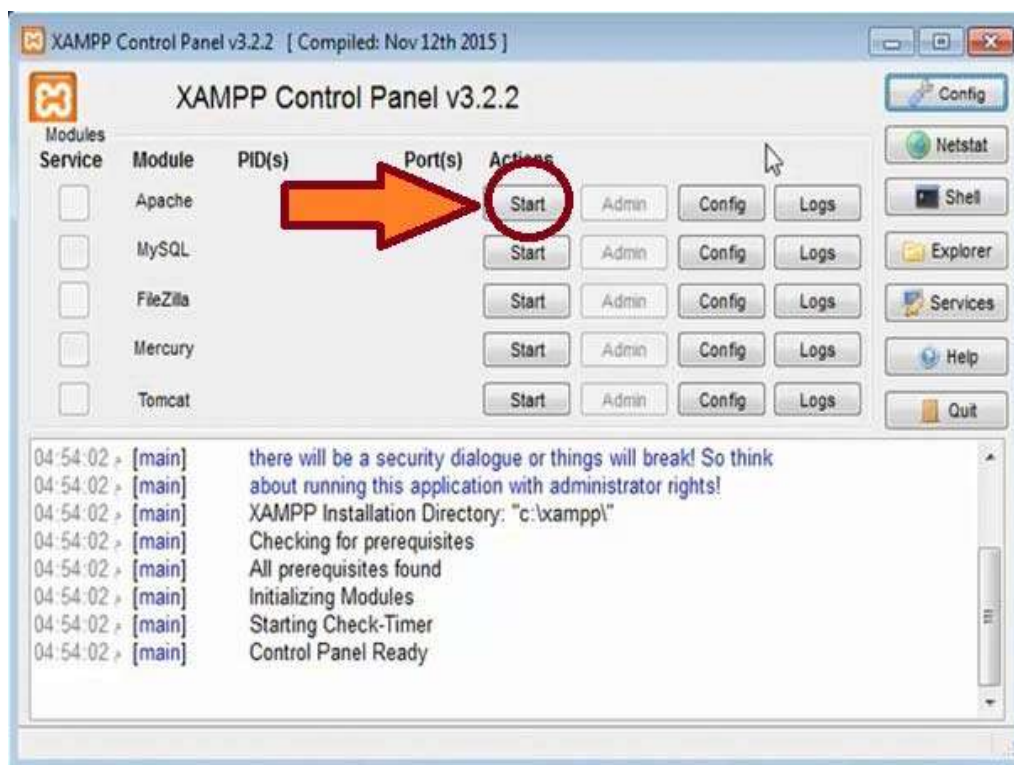 XAMPP Control Panel v3.2.2 [ Compiled: Nov 12th 2015 ]
XAMPP Control Panel v3.2.2
Config
Modules
Netstat
Service Module PID(s) Port(s) Actions
Apache Start Admin Config Logs
Shell
MySQL Start Admin Config Logs
Explorer
FileZilla Start Admin Config Logs
Services
Mercury Start Admin Config Logs
Help
Tomcat Start Admin Config Logs
Quit
04:54:02 م [main] there will be a security dialogue or things will break! So think
04:54:02 م [main] about running this application with administrator rights!
04:54:02 م [main] XAMPP Installation Directory: "c:\xampp\"
04:54:02 م [main] Checking for prerequisites
04:54:02 م [main] All prerequisites found
04:54:02 م [main] Initializing Modules
04:54:02 م [main] Starting Check-Timer
04:54:02 م [main] Control Panel Ready